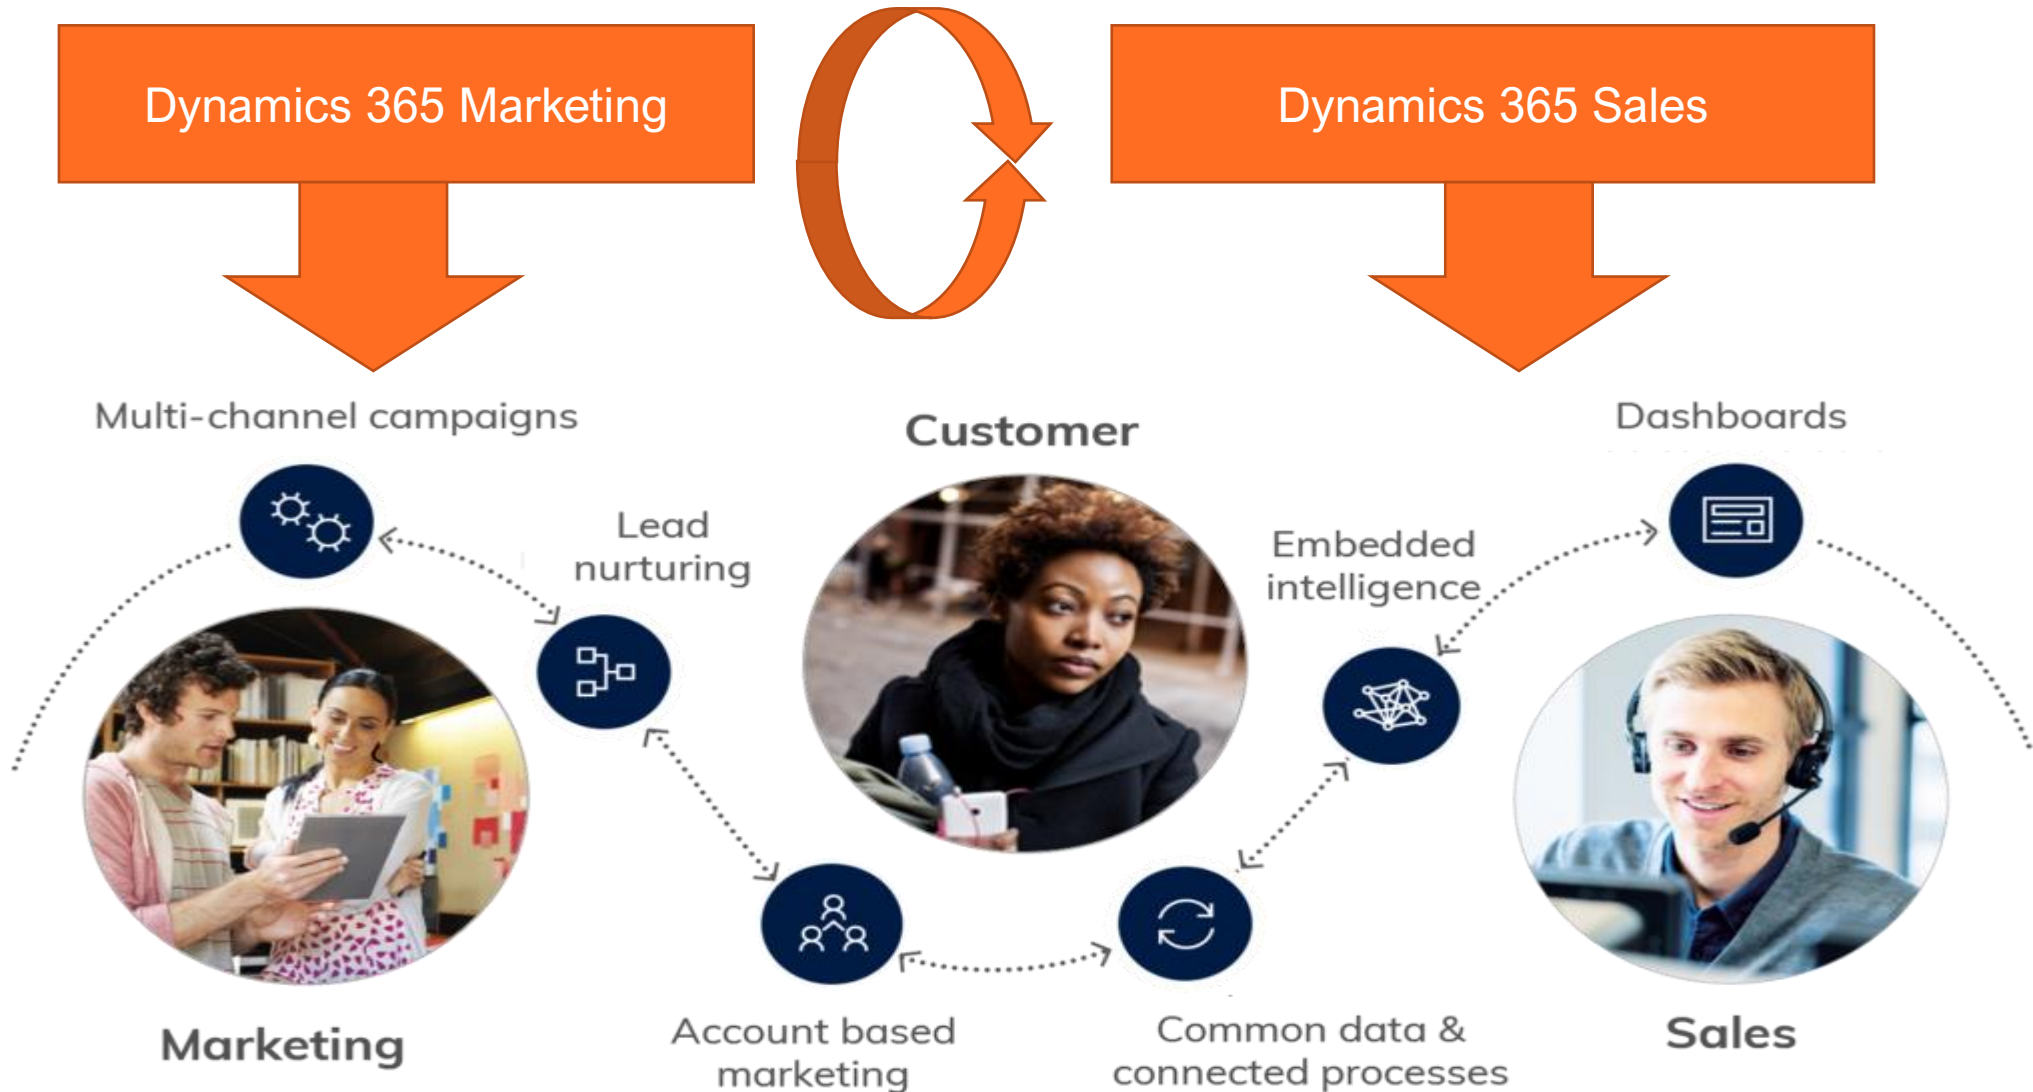 Dynamics 365 Marketing
Dynamics 365 Sales
Multi-channel campaigns
Customer
Dashboards
Lead
nurturing
Embedded
intelligence
Marketing
Account based
marketing
Common data &
connected processes
Sales